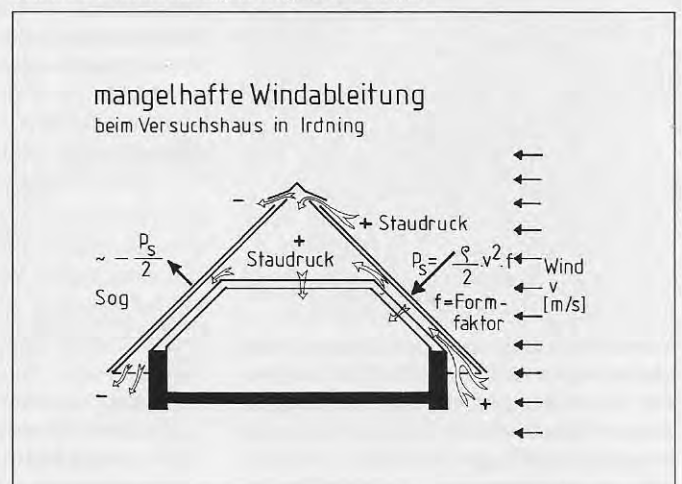 mangelhafte Windableitung
beim Versuchshaus in Irdning
-
+ Staudruck
+
Staudruck
~ - Ps/2
Sog
Ps = ρ/2 . v² . f
f=Form-
faktor
Wind
v
[m/s]
-
+